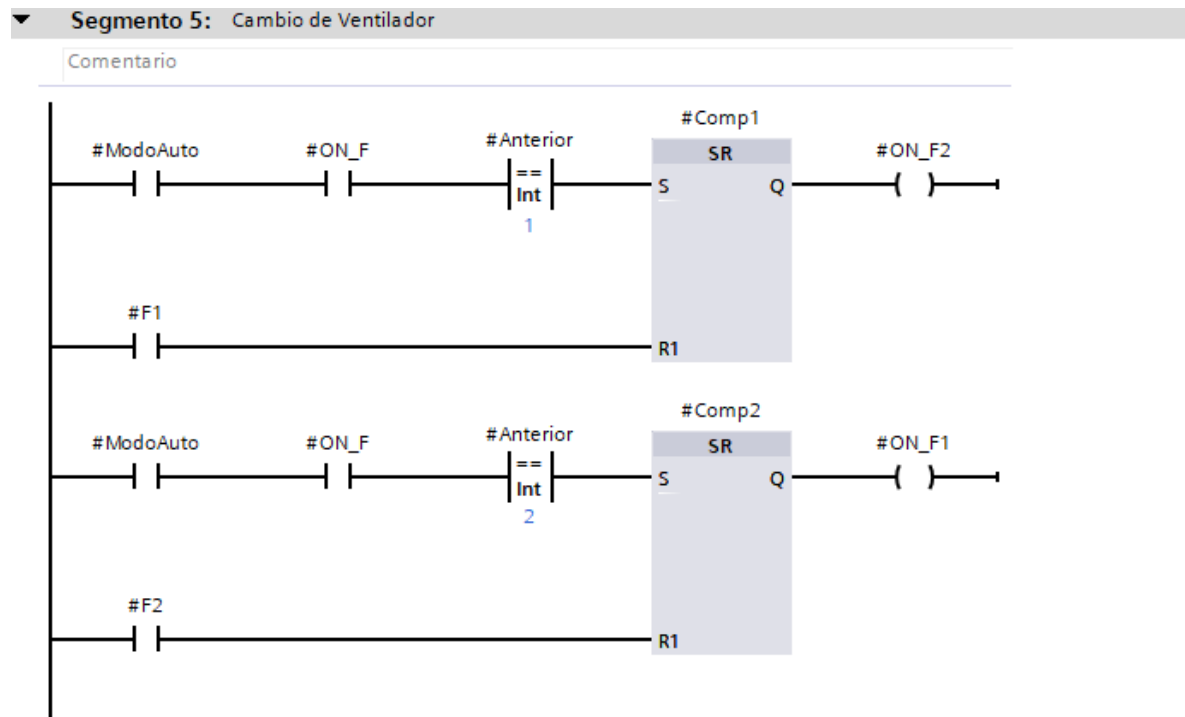 Segmento 5: Cambio de Ventilador
Comentario
#Comp1
#ModoAuto #ON_F #Anterior SR #ON_F2
==
Int
S Q
1
#F1
R1
#Comp2
#ModoAuto #ON_F #Anterior SR #ON_F1
==
Int
S Q
2
#F2
R1